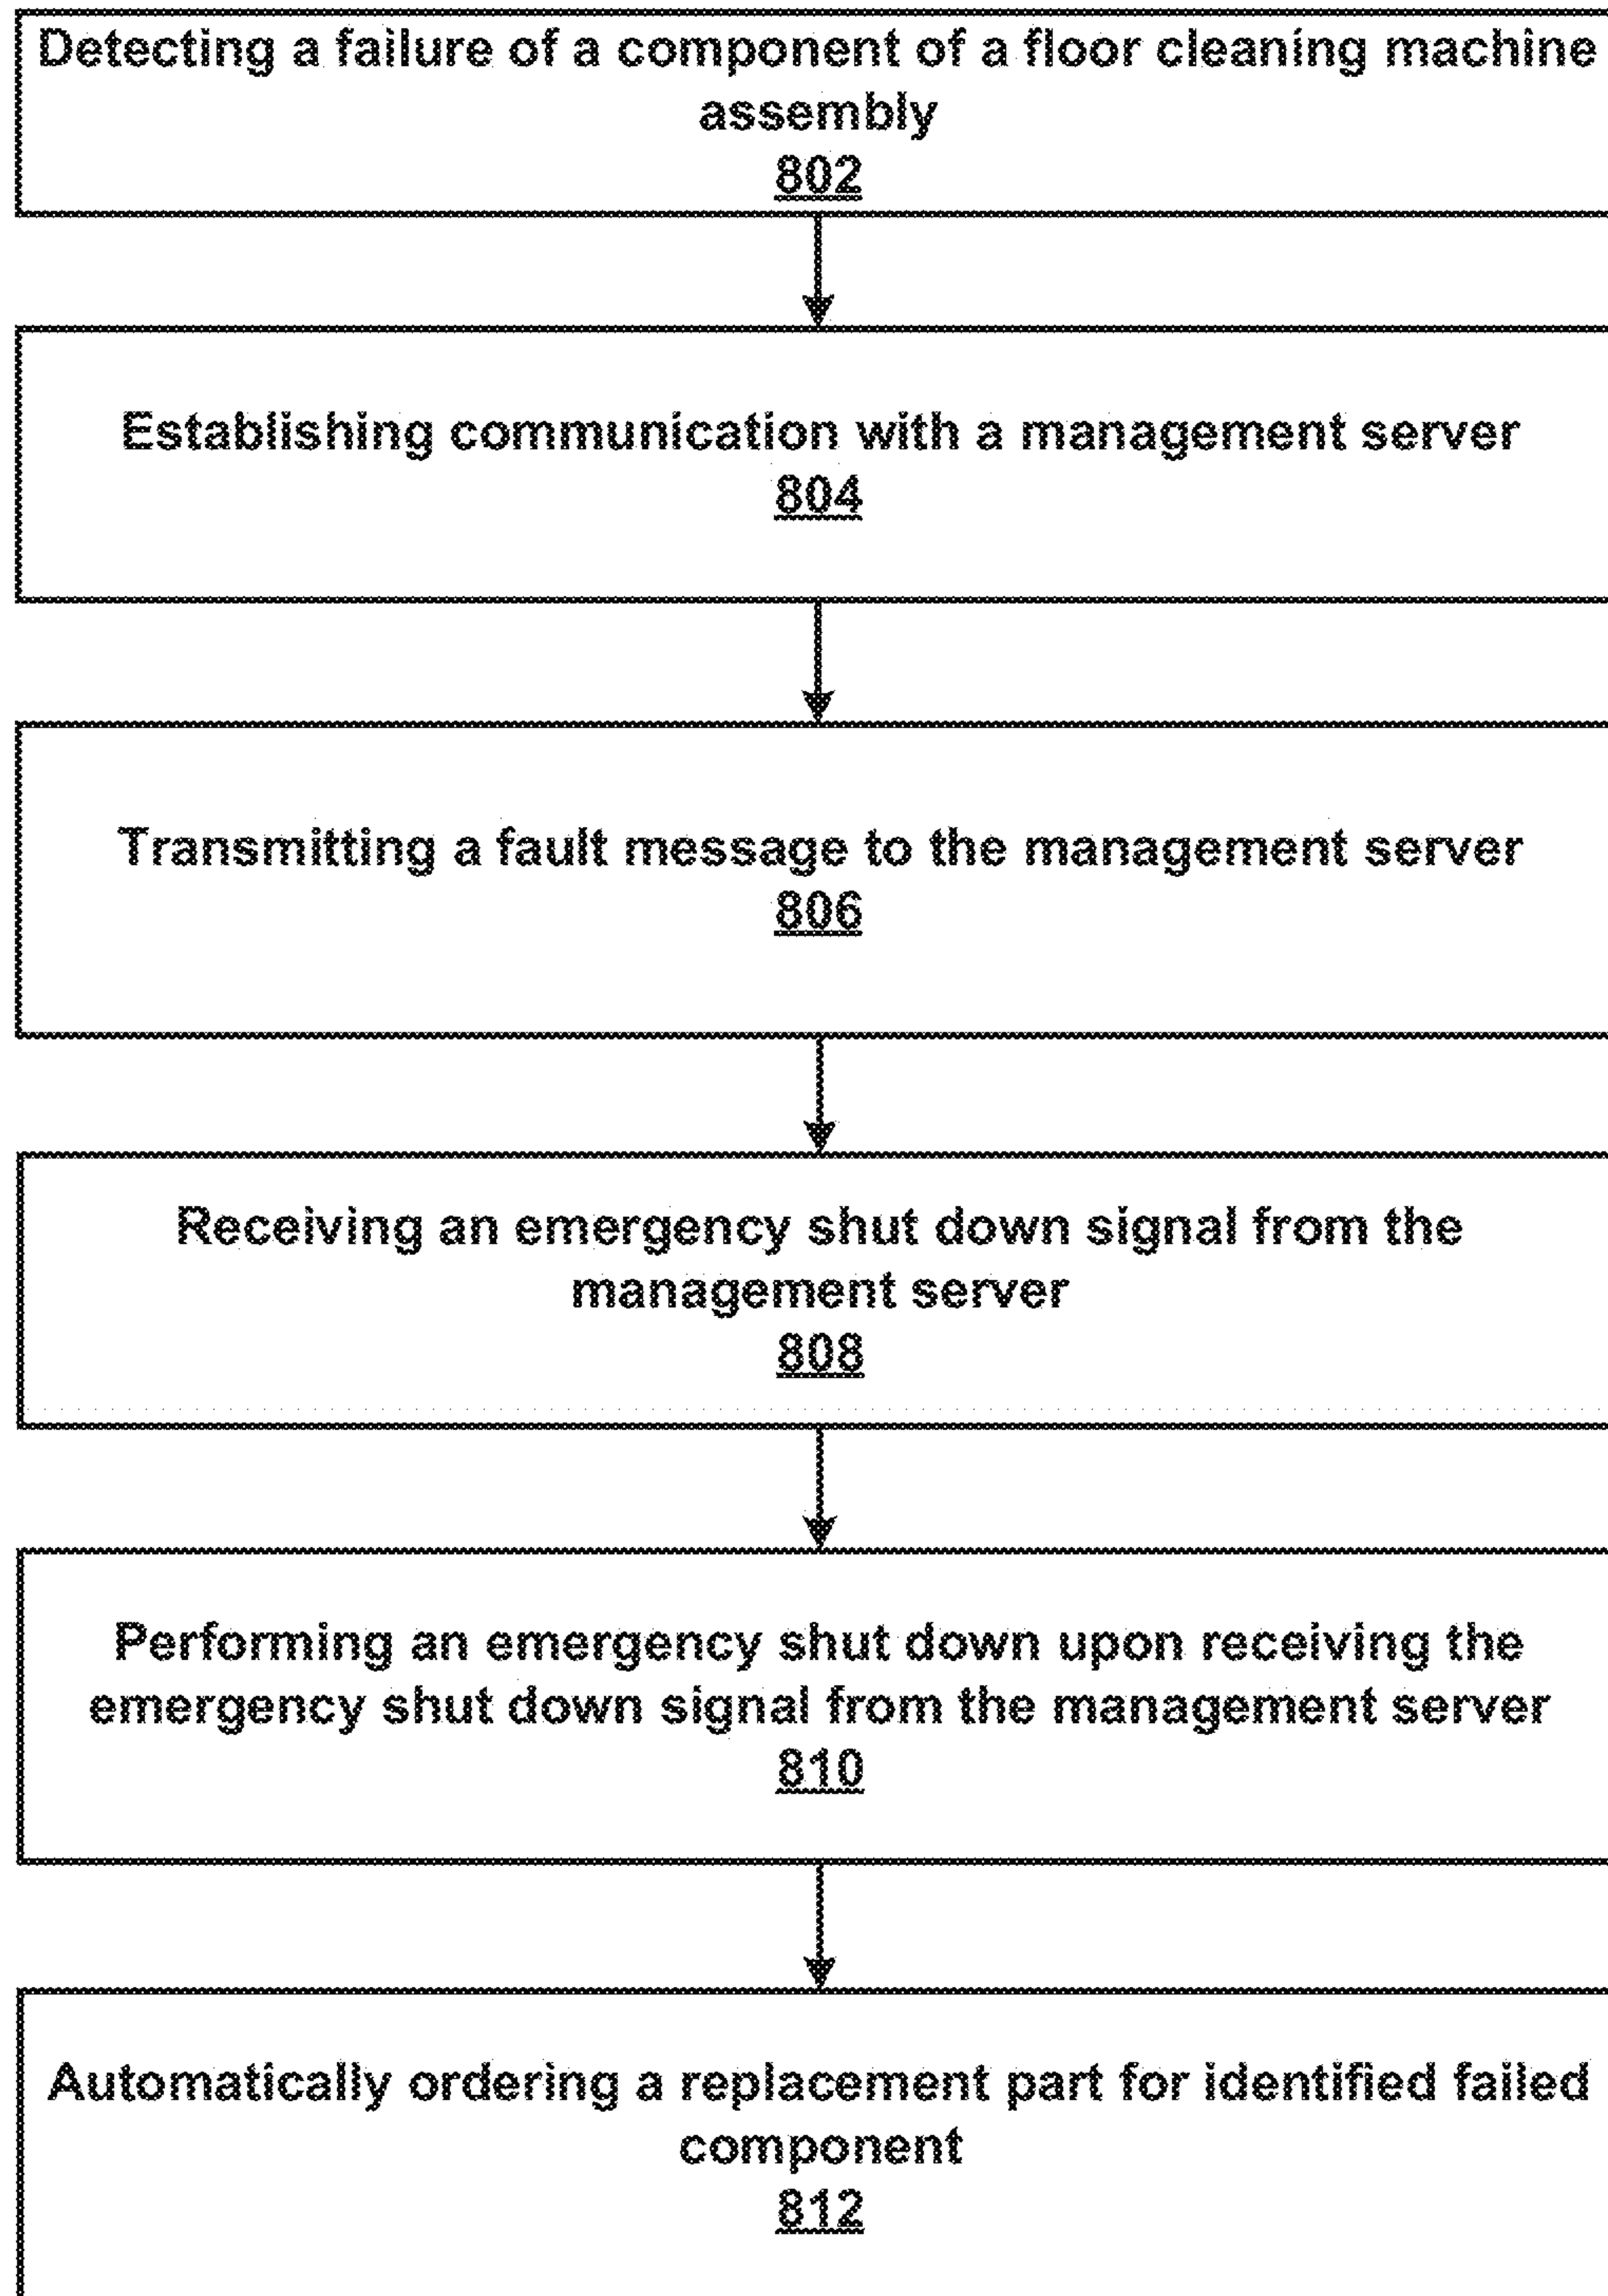 Detecting a failure of a component of a floor cleaning machine
assembly
802
Establishing communication with a management server
804
Transmitting a fault message to the management server
806
Receiving an emergency shut down signal from the
management server
808
Performing an emergency shut down upon receiving the
emergency shut down signal from the management server
810
Automatically ordering a replacement part for identified failed
component
812